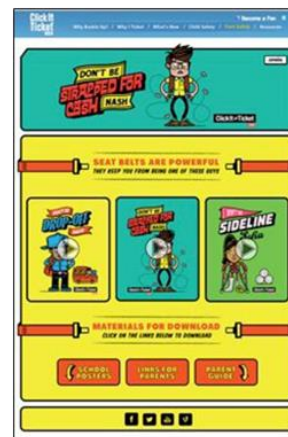 Click It
Ticket
Become a Fan
Why Buckle Up? / Why I Ticket / What's New / Child Safety / / Resources
DON'T BE
STRAPPED FOR
CASH NASH
Click It or Ticket
SEAT BELTS ARE POWERFUL
THEY KEEP YOU FROM BEING ONE OF THESE GUYS
DROP-OFF
DON'T BE
STRAPPED FOR
CASH NASH
SIDELINE
MATERIALS FOR DOWNLOAD
CLICK ON THE LINKS BELOW TO DOWNLOAD
SCHOOL
POSTERS
LINKS FOR
PARENTS
PARENT
GUIDE